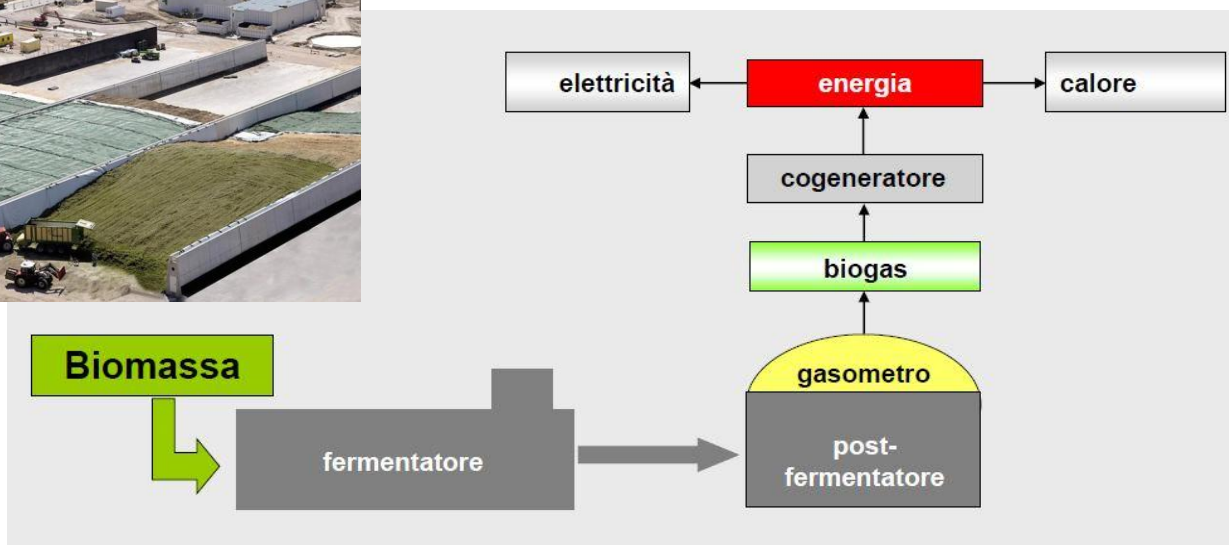 elettricità
energia
calore
cogeneratore
biogas
gasometro
Biomassa
fermentatore
post-
fermentatore